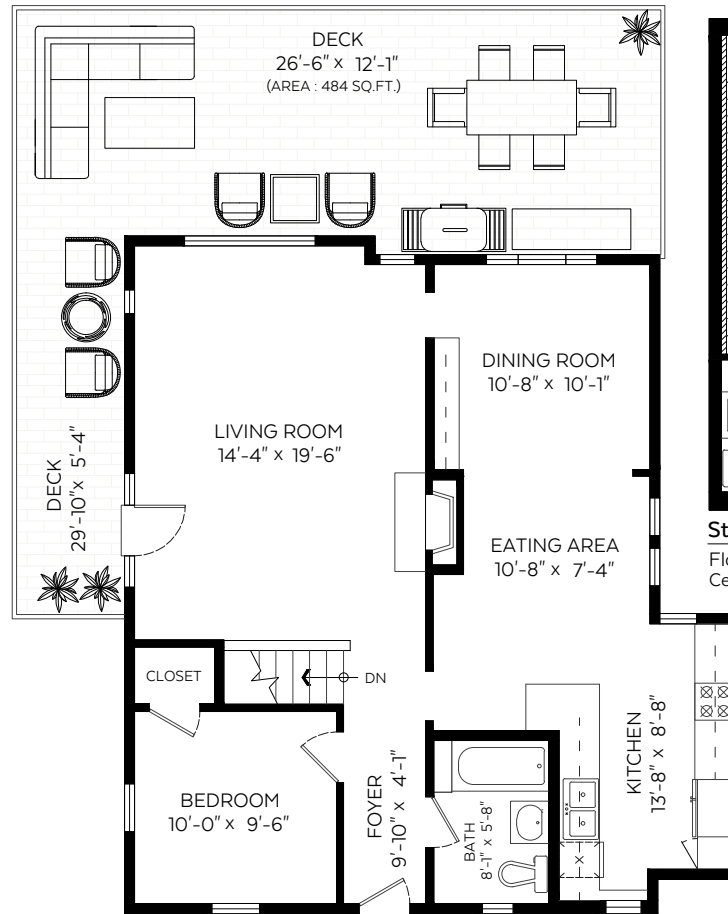 DECK
26'-6" x 12'-1"
(AREA : 484 SQ.FT.)
DINING ROOM
10'-8" x 10'-1"
LIVING ROOM
14'-4" x 19'-6"
DECK
29'-10" x 5'-4"
EATING AREA
10'-8" x 7'-4"
CLOSET
DN
KITCHEN
13'-8" x 8'-8"
BEDROOM
10'-0" x 9'-6"
FOYER
9'-10" x 4'-1"
BATH
8'-1" x 5'-8"
X